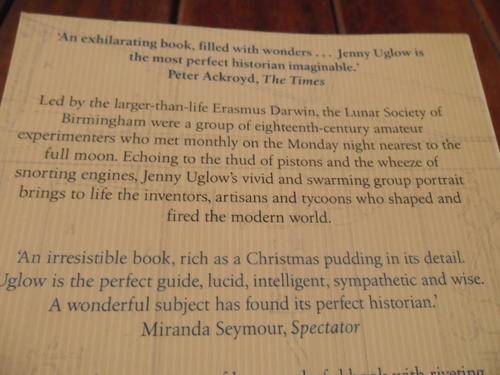 'An exhilarating book, filled with wonders ... Jenny Uglow is
the most perfect historian imaginable.'
Peter Ackroyd, The Times
Led by the larger-than-life Erasmus Darwin, the Lunar Society of
Birmingham were a group of eighteenth-century amateur
experimenters who met monthly on the Monday night nearest to the
full moon. Echoing to the thud of pistons and the wheeze of
snorting engines, Jenny Uglow's vivid and swarming group portrait
brings to life the inventors, artisans and tycoons who shaped and
fired the modern world.
'An irresistible book, rich as a Christmas pudding in its detail.
Uglow is the perfect guide, lucid, intelligent, sympathetic and wise.
A wonderful subject has found its perfect historian.'
Miranda Seymour, Spectator
book with riveting